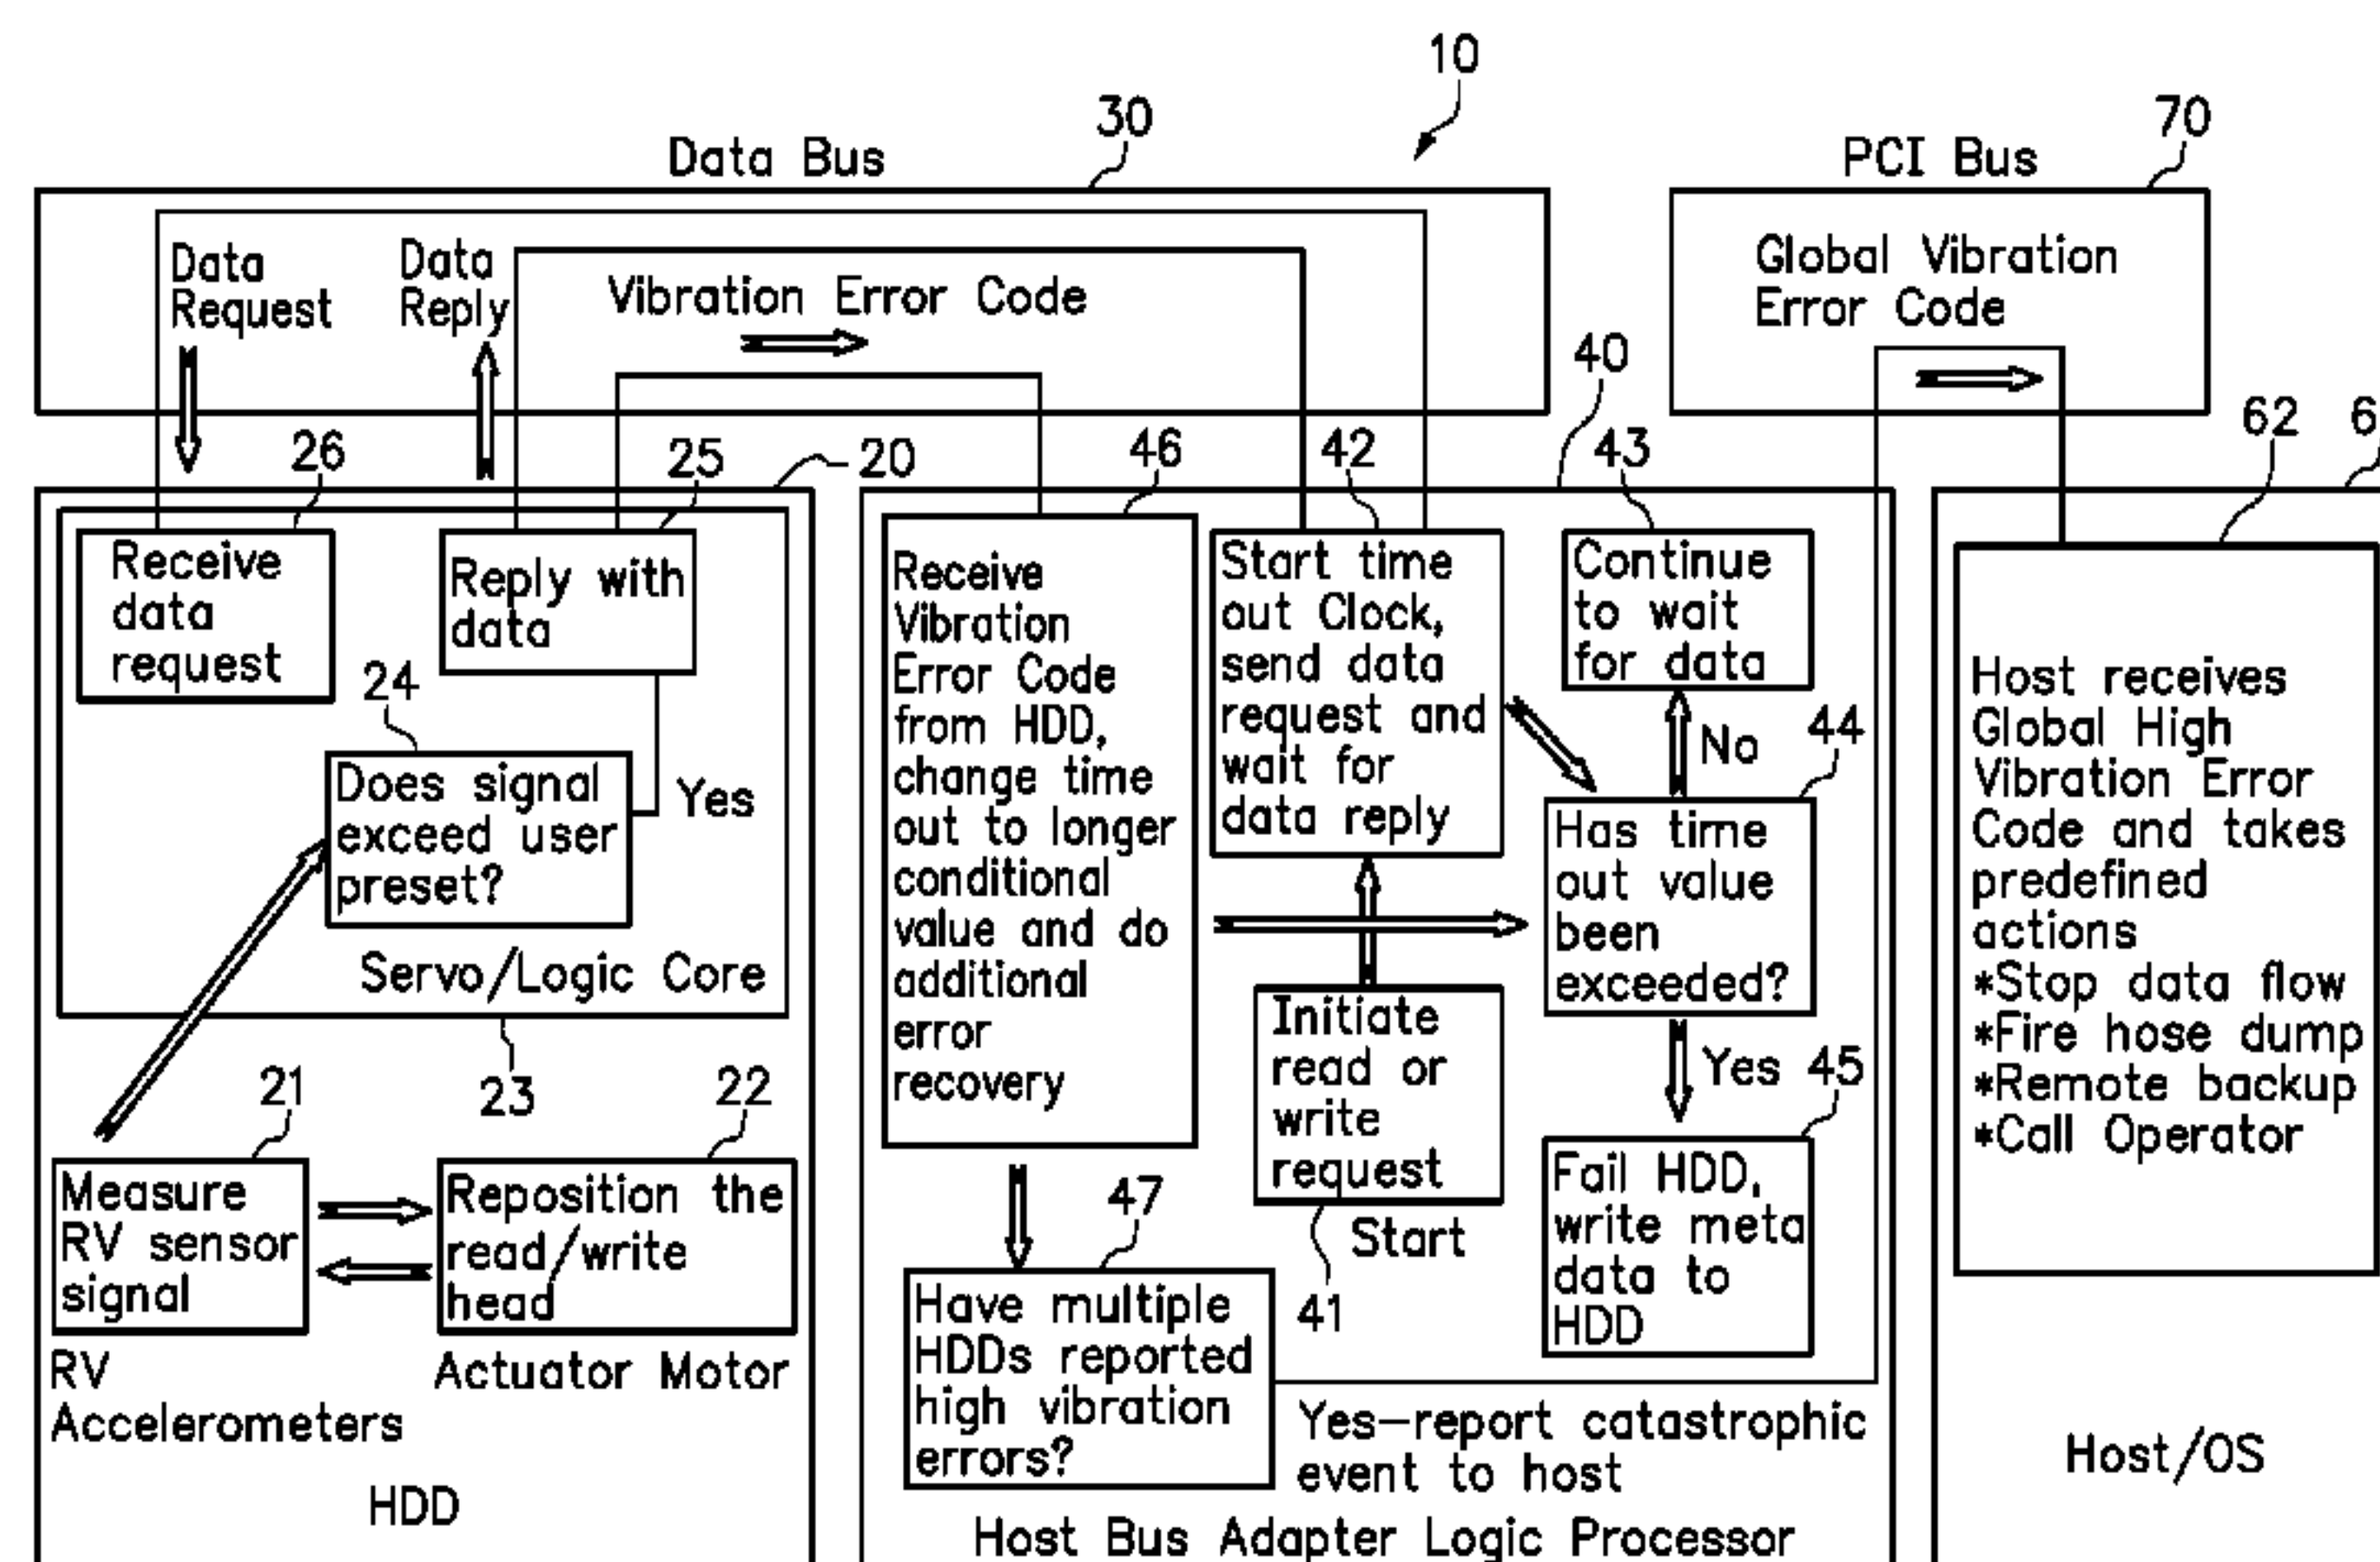 10
30
70
Data Bus
PCI Bus
Data
Request
Data
Reply
Vibration Error Code
Global Vibration
Error Code
40
62
6
26
25
20
46
42
43
Receive
data
request
Reply with
data
24
Does signal
exceed user
preset?
Yes
Servo/Logic Core
23
21
22
Measure
RV sensor
signal
Reposition the
read/write
head
RV
Accelerometers
Actuator Motor
HDD
Receive
Vibration
Error Code
from HDD,
change time
out to longer
conditional
value and do
additional
error
recovery
Start time
out Clock,
send data
request and
wait for
data reply
Continue
to wait
for data
No
44
Has time
out value
been
exceeded?
Initiate
read or
write
request
Start
41
Yes
45
Fail HDD,
write meta
data to
HDD
47
Have multiple
HDDs reported
high vibration
errors?
Yes-report catastrophic
event to host
Host Bus Adapter Logic Processor
Host receives
Global High
Vibration Error
Code and takes
predefined
actions
*Stop data flow
*Fire hose dump
*Remote backup
*Call Operator
Host/OS